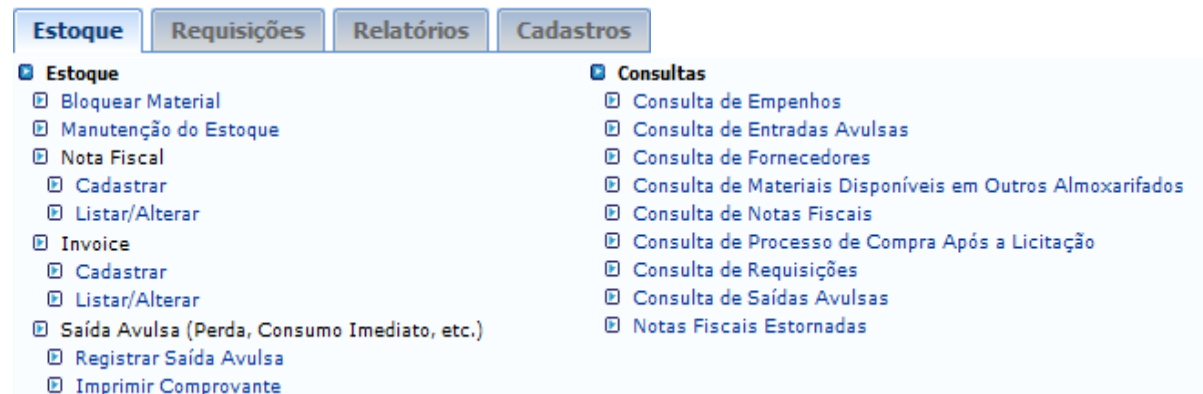 Estoque Requisições Relatórios Cadastros
Estoque
Bloquear Material
Manutenção do Estoque
Nota Fiscal
Cadastrar
Listar/Alterar
Invoice
Cadastrar
Listar/Alterar
Saída Avulsa (Perda, Consumo Imediato, etc.)
Registrar Saída Avulsa
Imprimir Comprovante
Consultas
Consulta de Empenhos
Consulta de Entradas Avulsas
Consulta de Fornecedores
Consulta de Materiais Disponíveis em Outros Almoxarifados
Consulta de Notas Fiscais
Consulta de Processo de Compra Após a Licitação
Consulta de Requisições
Consulta de Saídas Avulsas
Notas Fiscais Estornadas